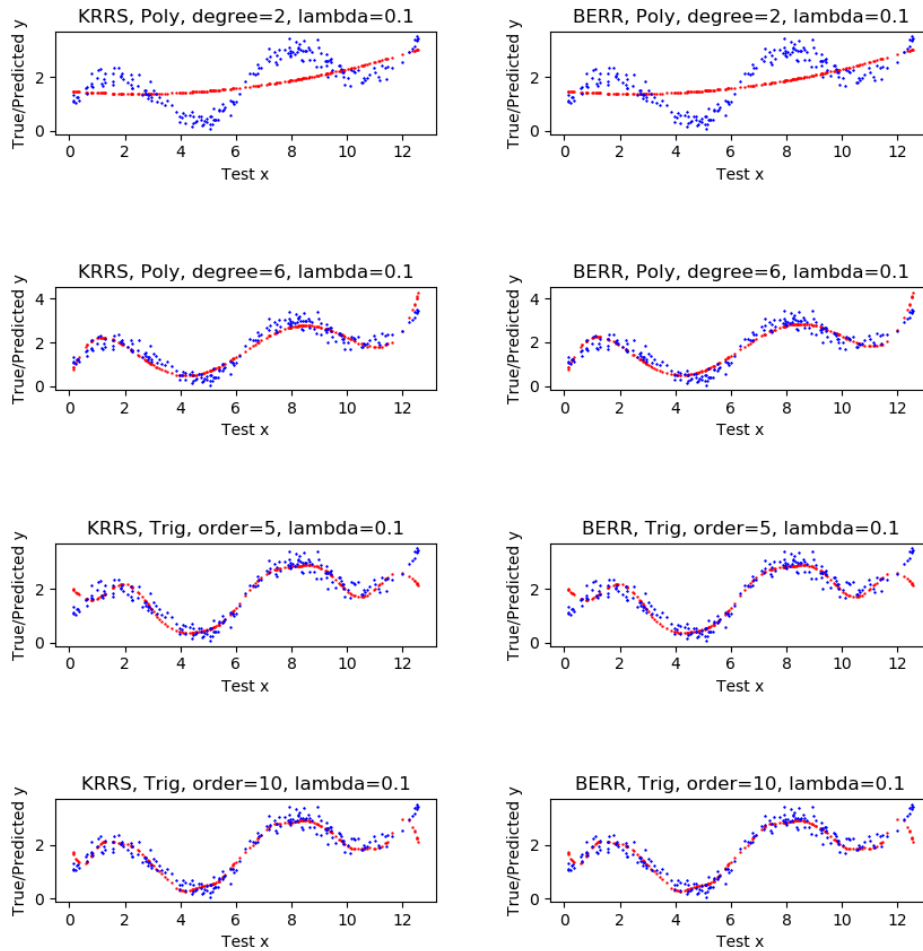 KRRS, Poly, degree=2, lambda=0.1
True/Predicted y
2
0
0 2 4 6 8 10 12
Test x
BERR, Poly, degree=2, lambda=0.1
True/Predicted y
2
0
0 2 4 6 8 10 12
Test x
KRRS, Poly, degree=6, lambda=0.1
True/Predicted y
4
2
0
0 2 4 6 8 10 12
Test x
BERR, Poly, degree=6, lambda=0.1
True/Predicted y
4
2
0
0 2 4 6 8 10 12
Test x
KRRS, Trig, order=5, lambda=0.1
True/Predicted y
2
0
0 2 4 6 8 10 12
Test x
BERR, Trig, order=5, lambda=0.1
True/Predicted y
2
0
0 2 4 6 8 10 12
Test x
KRRS, Trig, order=10, lambda=0.1
True/Predicted y
2
0
0 2 4 6 8 10 12
Test x
BERR, Trig, order=10, lambda=0.1
True/Predicted y
2
0
0 2 4 6 8 10 12
Test x